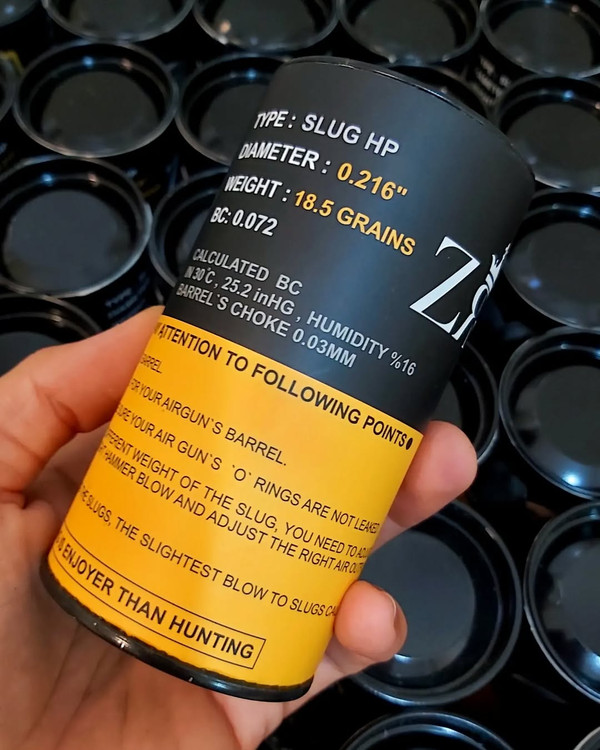 TYPE : SLUG HP
DIAMETER : 0.216"
WEIGHT : 18.5 GRAINS
BC: 0.072
CALCULATED BC
IN 30°C , 25.2 inHG , HUMIDITY %16
BARREL`S CHOKE 0.03MM
ATTENTION TO FOLLOWING POINTS
BARREL.
FOR YOUR AIRGUN`S BARREL.
YOUR AIR GUN`S `O` RINGS ARE NOT
WEIGHT OF THE SLUG, YOU NEED TO
HAMMER BLOW AND ADJUST THE RIGHT AIR
SLUGS, THE SLIGHTEST BLOW TO SLUGS
ENJOYER THAN HUNTING